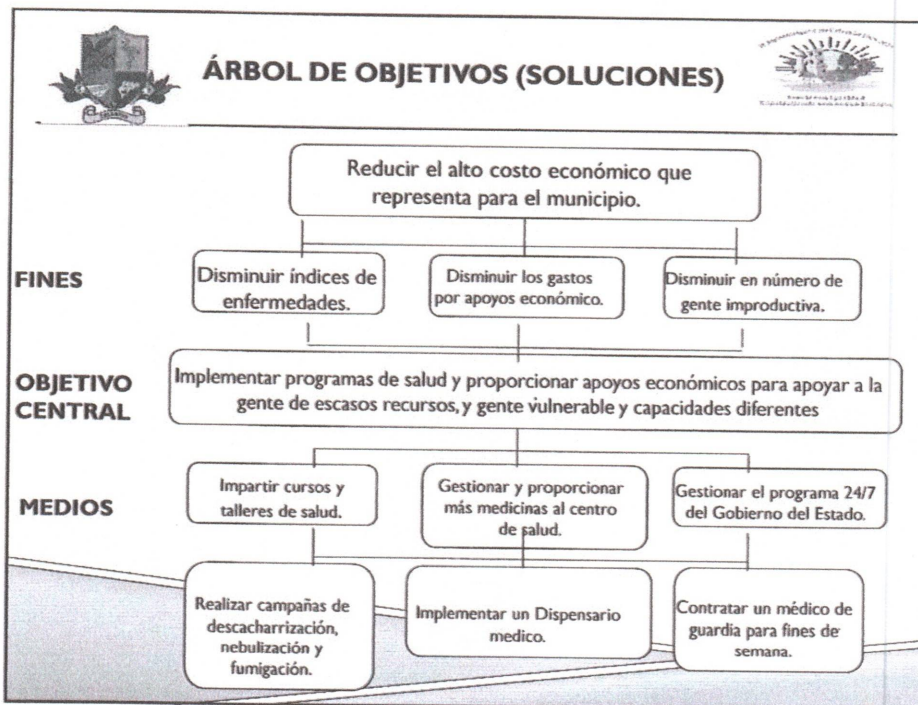 ÁRBOL DE OBJETIVOS (SOLUCIONES)
Reducir el alto costo económico que
representa para el municipio.
FINES
Disminuir índices de
enfermedades.
Disminuir los gastos
por apoyos económico.
Disminuir en número de
gente improductiva.
OBJETIVO
CENTRAL
Implementar programas de salud y proporcionar apoyos económicos para apoyar a la
gente de escasos recursos, y gente vulnerable y capacidades diferentes
MEDIOS
Impartir cursos y
talleres de salud.
Gestionar y proporcionar
más medicinas al centro
de salud.
Gestionar el programa 24/7
del Gobierno del Estado.
Realizar campañas de
descacharrización,
nebulización y
fumigación.
Implementar un Dispensario
medico.
Contratar un médico de
guardia para fines de
semana.